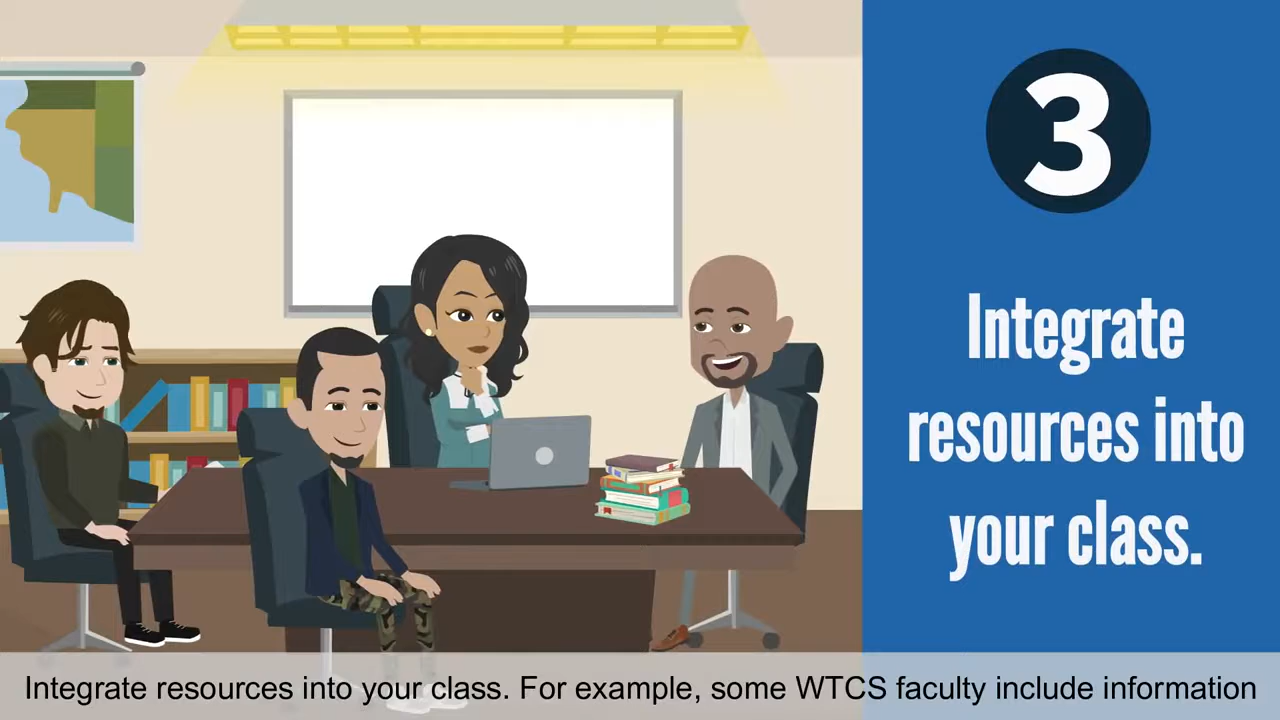 3
Integrate
resources into
your class.
Integrate resources into your class. For example, some WTCS faculty include information